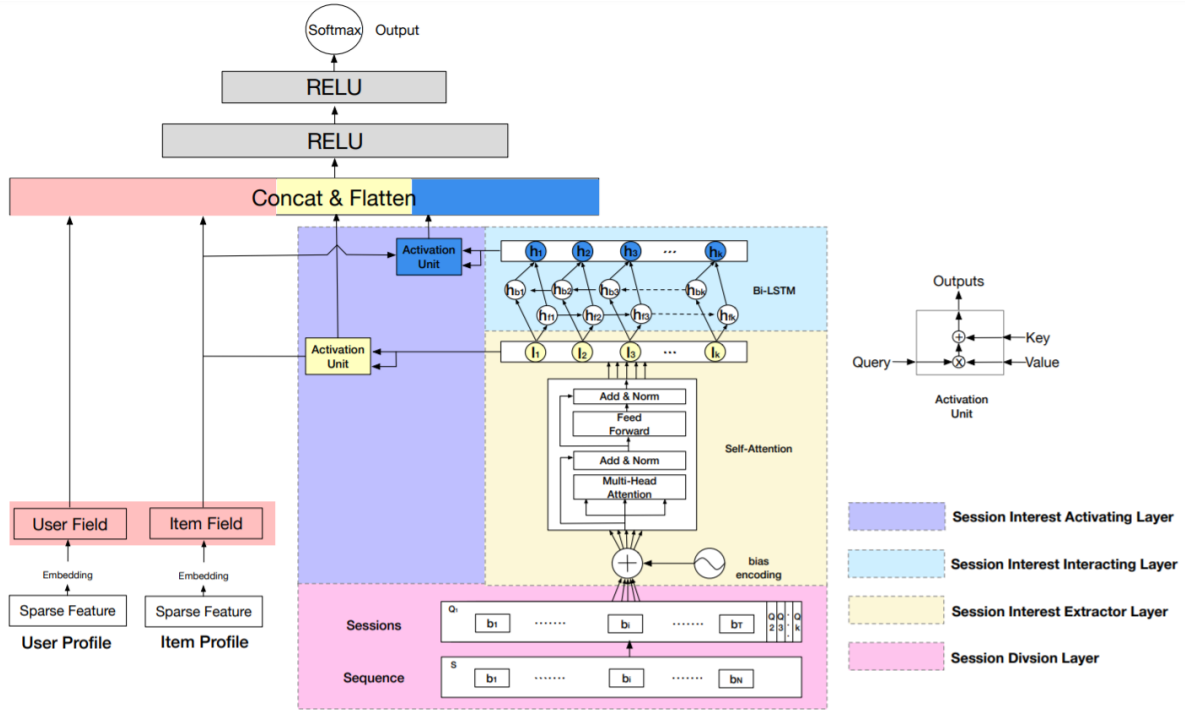 Softmax Output
RELU
RELU
Concat & Flatten
Activation
Unit
h1 h2 h3 ... hk
hb1 hb2 hb3 hbk
Bi-LSTM
hf1 hf2 hf3 hfk
Activation
Unit
I1 I2 I3 ... Ik
Add & Norm
Feed
Forward
Self-Attention
Add & Norm
Multi-Head
Attention
bias
encoding
User Field
Item Field
Embedding
Embedding
Sparse Feature
Sparse Feature
User Profile
Item Profile
Sessions
Q1
b1 ....... bi ....... bT
Q2 Q3 . . . Qk
Sequence
S
b1 ....... bi ....... bN
Outputs
Key
Query
Value
Activation
Unit
Session Interest Activating Layer
Session Interest Interacting Layer
Session Interest Extractor Layer
Session Divsion Layer